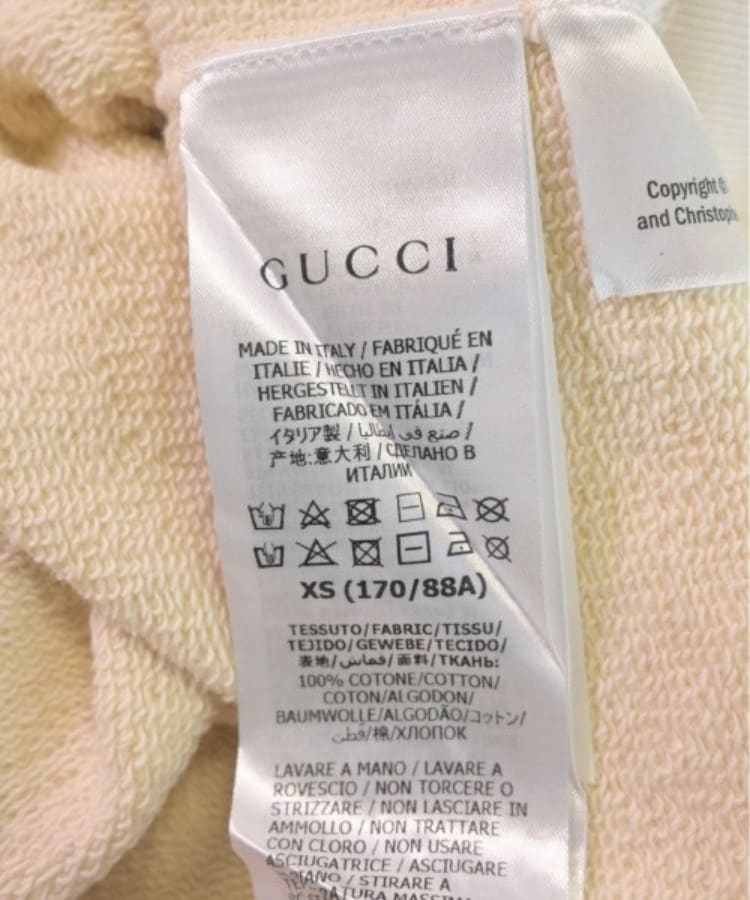 GUCCI
MADE IN ITALY / FABRIQUÉ EN
ITALIE / HECHO EN ITALIA /
HERGESTELLT IN ITALIEN /
FABRICADO EM ITÁLIA /
イタリア製 / صنع في إيطاليا /
产地:意大利 / СДЕЛАНО В
ИТАЛИИ
XS (170/88A)
TESSUTO/FABRIC/TISSU/
TEJIDO/GEWEBE/TECIDO/
表地/قماش/面料/ТКАНЬ:
100% COTONE/COTTON/
COTON/ALGODON/
BAUMWOLLE/ALGODÃO/コットン/
قطن/棉/ХЛОПОК
LAVARE A MANO / LAVARE A
ROVESCIO / NON TORCERE O
STRIZZARE / NON LASCIARE IN
AMMOLLO / NON TRATTARE
CON CLORO / NON USARE
ASCIUGATRICE / ASCIUGARE
PIANO / STIRARE A
Copyright ©
and Christoph